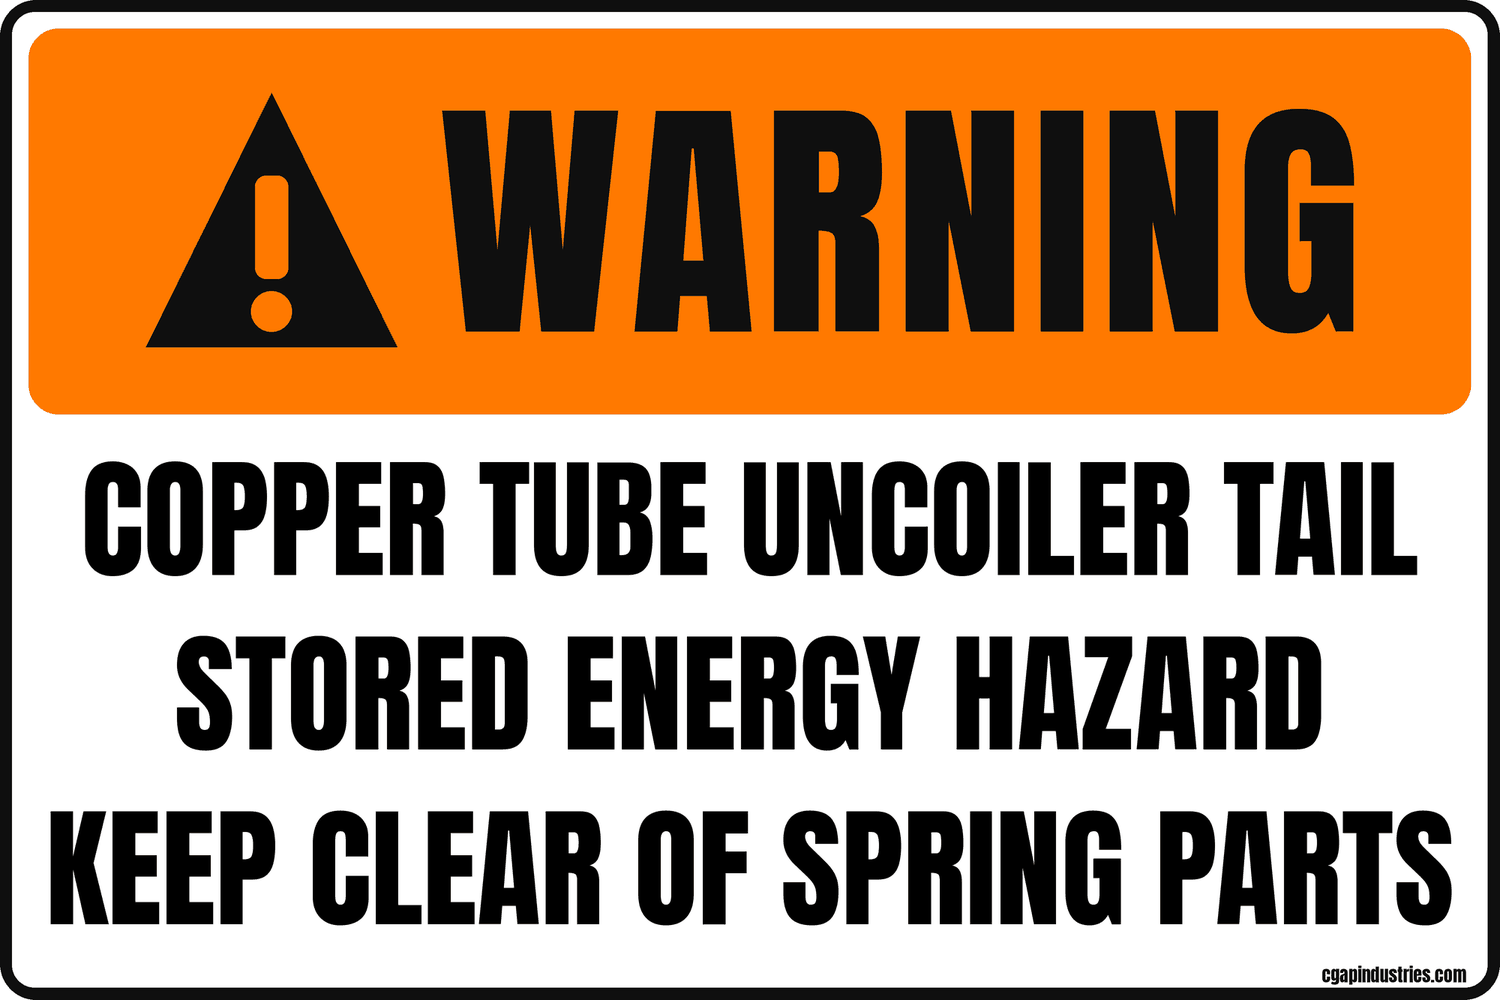 WARNING
COPPER TUBE UNCOILER TAIL
STORED ENERGY HAZARD
KEEP CLEAR OF SPRING PARTS
cgapindustries.com